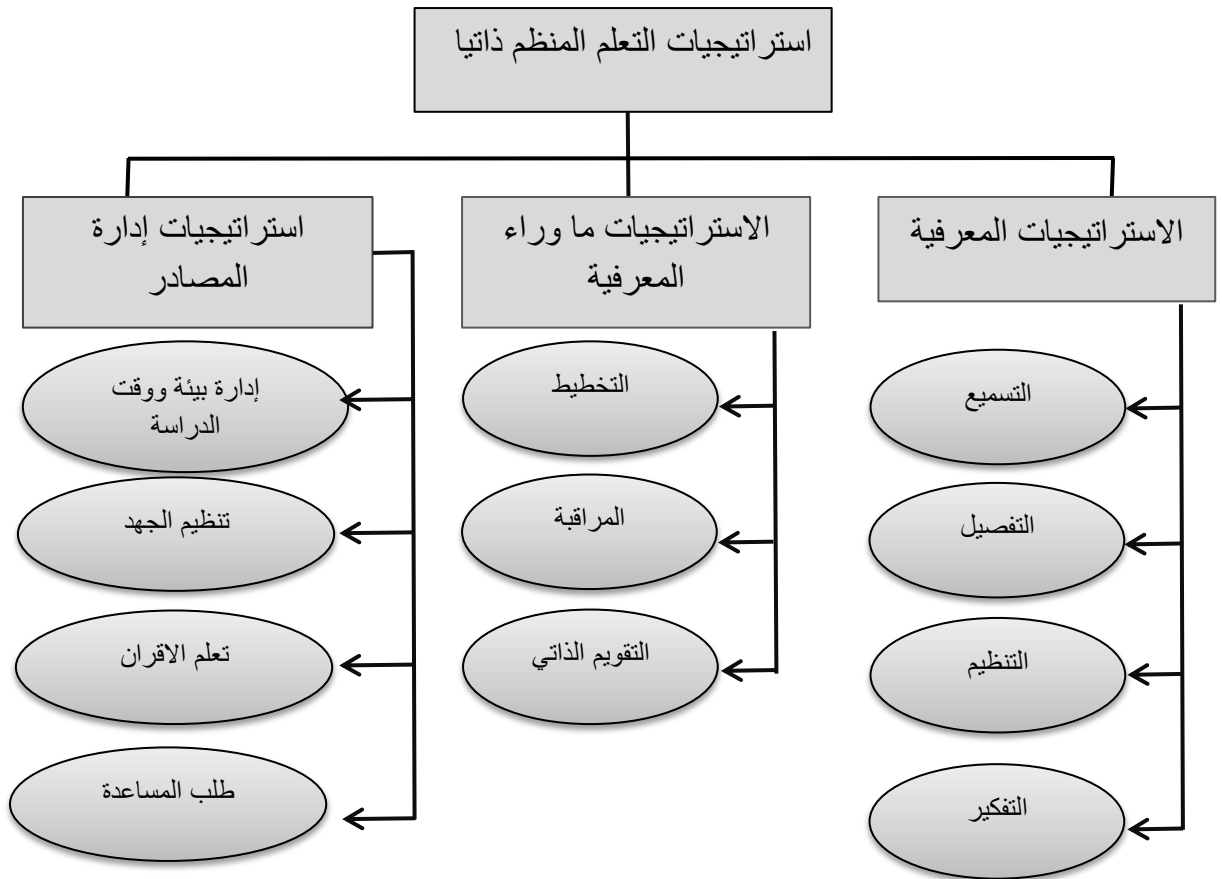 استراتيجيات التعلم المنظم ذاتيا
الاستراتيجيات المعرفية
التسميع
التفصيل
التنظيم
التفكير
الاستراتيجيات ما وراء
المعرفية
التخطيط
المراقبة
التقويم الذاتي
استراتيجيات إدارة
المصادر
إدارة بيئة ووقت
الدراسة
تنظيم الجهد
تعلم الاقران
طلب المساعدة